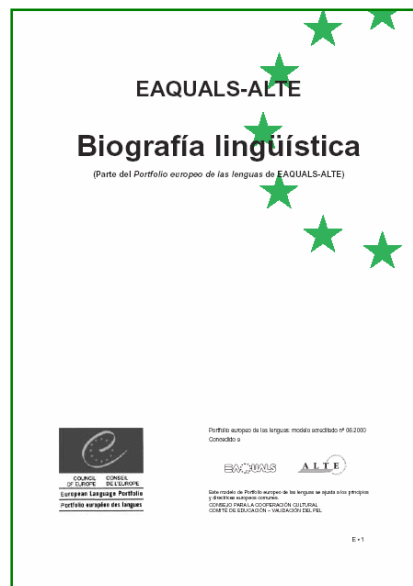 EAQUALS-ALTE
Biografía lingüística
(Parte del Portfolio europeo de las lenguas de EAQUALS-ALTE)
Portfolio europeo de las lenguas: modelo acreditado nº 06.2000
Concedido a
EAQUALS
ALTE
COUNCIL CONSEIL
OF EUROPE DE L'EUROPE
European Language Portfolio
Portfolio européen des langues
Este modelo de Portfolio europeo de las lenguas se ajusta a los principios
y directrices europeos comunes.
CONSEJO PARA LA COOPERACIÓN CULTURAL
COMITÉ DE EDUCACIÓN – VALIDACIÓN DEL PEL
E • 1